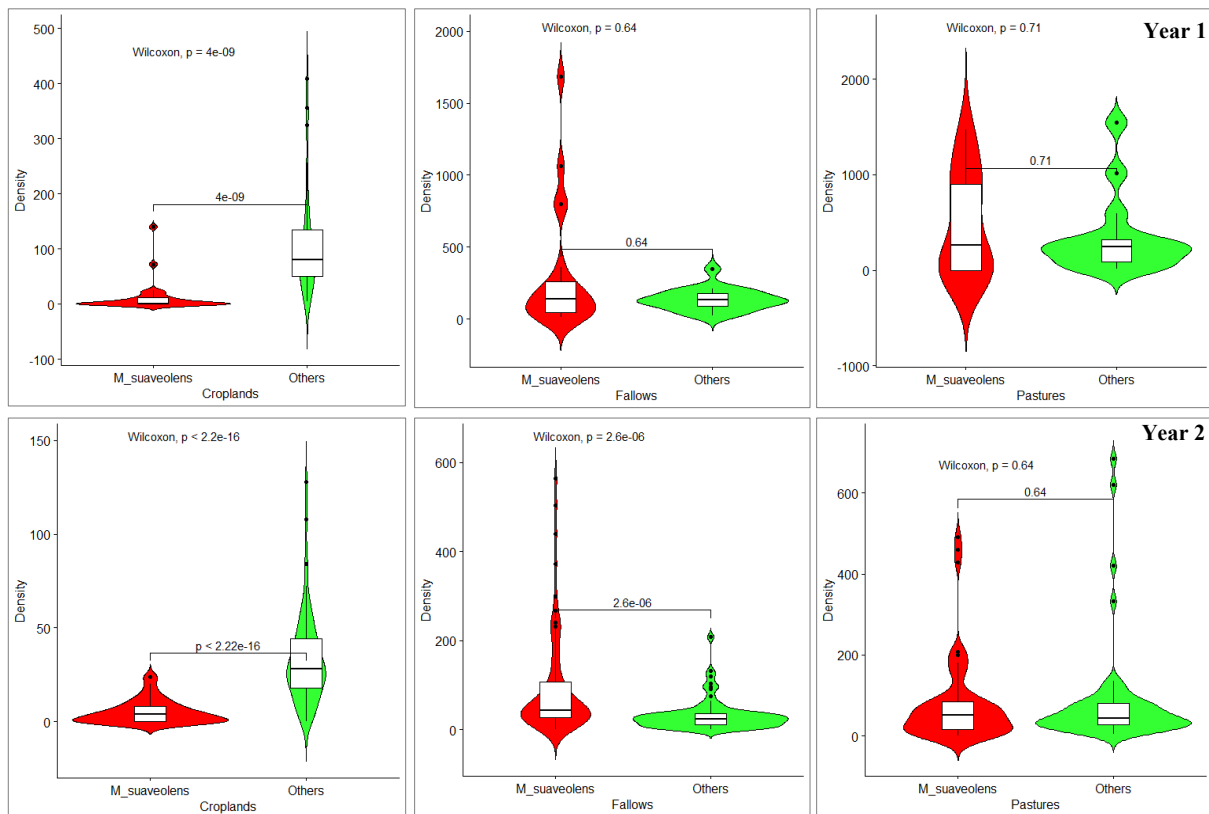 Wilcoxon, p = 4e-09
500
400
300
200
100
0
-100
Density
4e-09
M_suaveolens Others
Croplands
Wilcoxon, p = 0.64
2000
1500
1000
500
0
Density
0.64
M_suaveolens Others
Fallows
Year 1
Wilcoxon, p = 0.71
2000
1000
0
-1000
Density
0.71
M_suaveolens Others
Pastures
Wilcoxon, p < 2.2e-16
150
100
50
0
Density
p < 2.22e-16
M_suaveolens Others
Croplands
Wilcoxon, p = 2.6e-06
600
400
200
0
Density
2.6e-06
M_suaveolens Others
Fallows
Year 2
Wilcoxon, p = 0.64
600
400
200
0
Density
0.64
M_suaveolens Others
Pastures